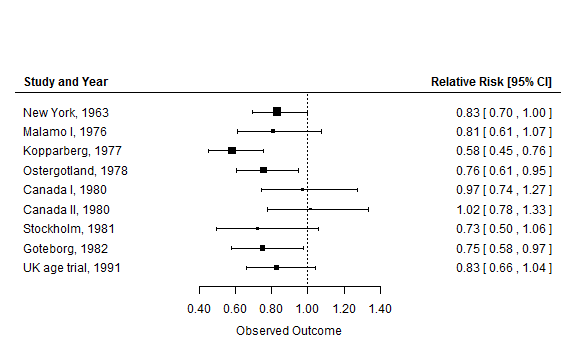 Study and Year Relative Risk [95% CI]
New York, 1963 0.83 [ 0.70 , 1.00 ]
Malamo I, 1976 0.81 [ 0.61 , 1.07 ]
Kopparberg, 1977 0.58 [ 0.45 , 0.76 ]
Ostergotland, 1978 0.76 [ 0.61 , 0.95 ]
Canada I, 1980 0.97 [ 0.74 , 1.27 ]
Canada II, 1980 1.02 [ 0.78 , 1.33 ]
Stockholm, 1981 0.73 [ 0.50 , 1.06 ]
Goteborg, 1982 0.75 [ 0.58 , 0.97 ]
UK age trial, 1991 0.83 [ 0.66 , 1.04 ]
0.40 0.60 0.80 1.00 1.20 1.40
Observed Outcome